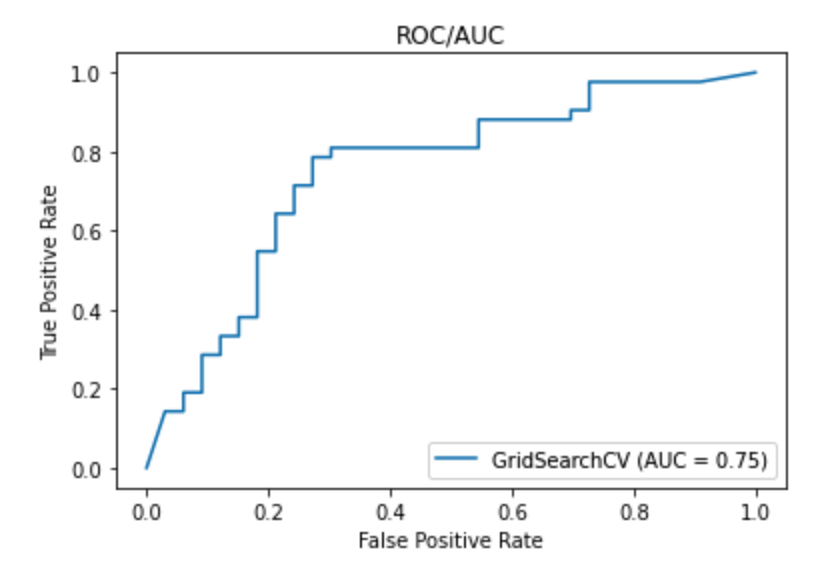 ROC/AUC
1.0
0.8
0.6
0.4
0.2
0.0
True Positive Rate
GridSearchCV (AUC = 0.75)
0.0 0.2 0.4 0.6 0.8 1.0
False Positive Rate